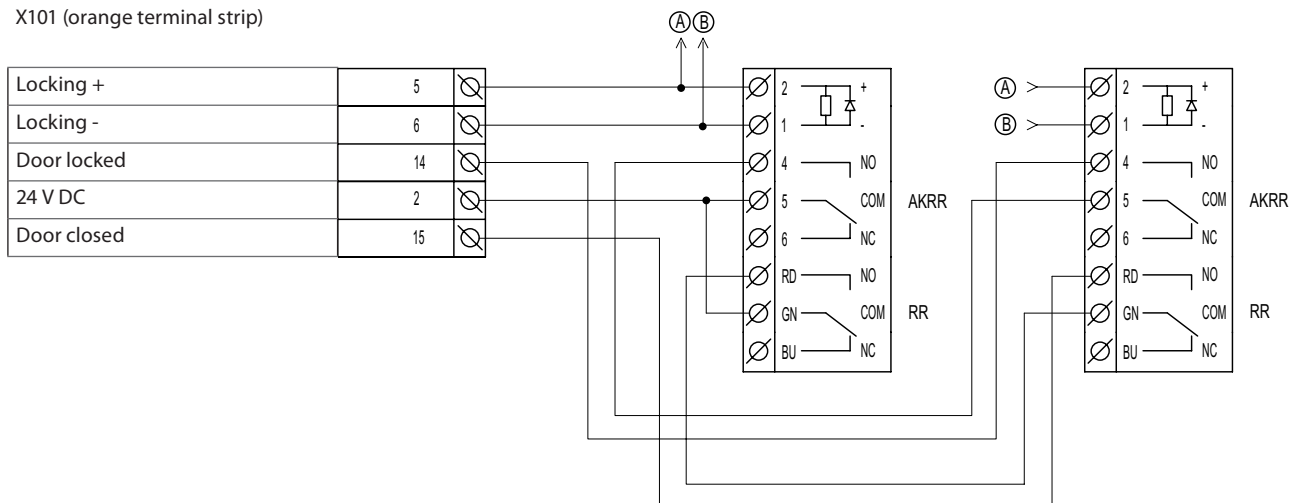 X101 (orange terminal strip)
A B
Locking + 5
Locking - 6
Door locked 14
24 V DC 2
Door closed 15
2 +
1 -
4 NO
5 COM AKRR
6 NC
RD NO
GN COM RR
BU NC
A 2 +
B 1 -
4 NO
5 COM AKRR
6 NC
RD NO
GN COM RR
BU NC